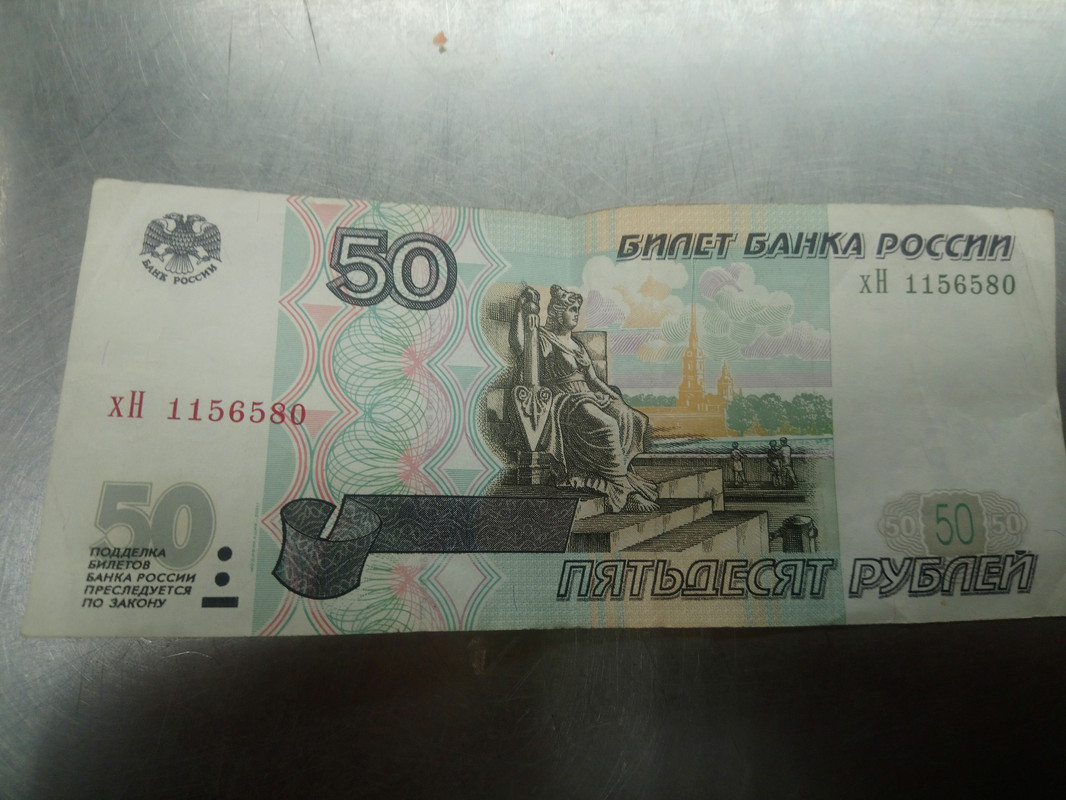 БАНК РОССИИ
50
БИЛЕТ БАНКА РОССИИ
хН 1156580
хН 1156580
50
ПОДДЕЛКА
БИЛЕТОВ
БАНКА РОССИИ
ПРЕСЛЕДУЕТСЯ
ПО ЗАКОНУ
50 50 50
ПЯТЬДЕСЯТ РУБЛЕЙ